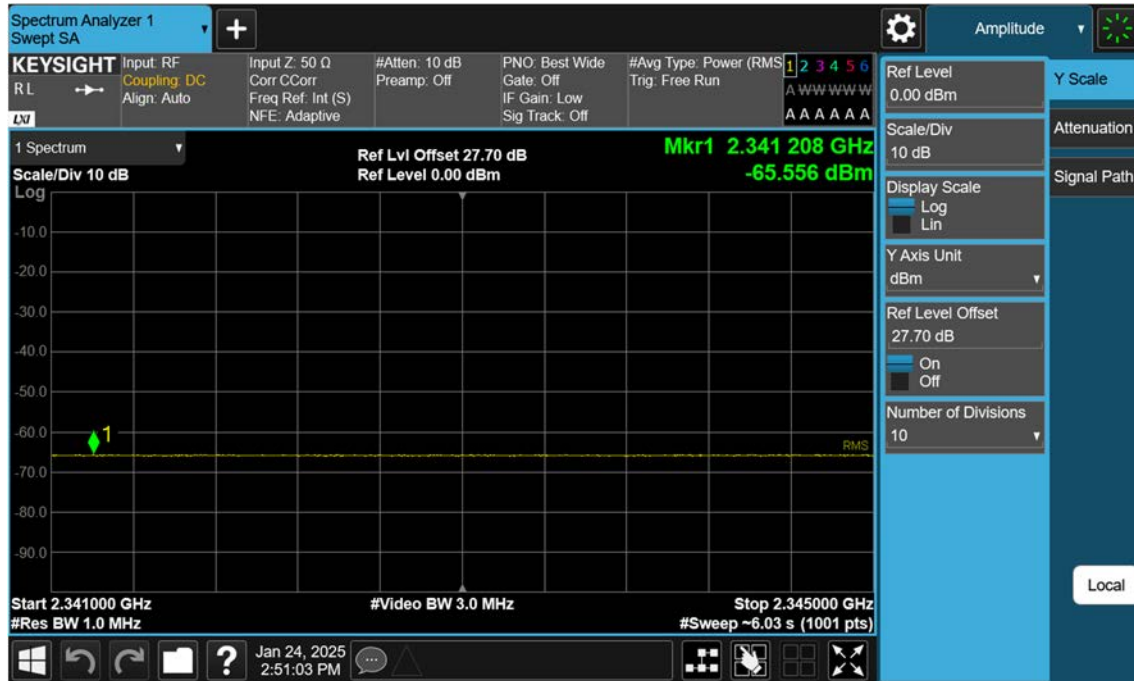 Spectrum Analyzer 1
Swept SA
+
Amplitude
KEYSIGHT
RL
LXI
Input: RF
Coupling: DC
Align: Auto
Input Z: 50 Ω
Corr CCorr
Freq Ref: Int (S)
NFE: Adaptive
#Atten: 10 dB
Preamp: Off
PNO: Best Wide
Gate: Off
IF Gain: Low
Sig Track: Off
#Avg Type: Power (RMS
Trig: Free Run
1 2 3 4 5 6
A W W W W W
A A A A A A
1 Spectrum
Scale/Div 10 dB
Log
Ref Lvl Offset 27.70 dB
Ref Level 0.00 dBm
Mkr1 2.341 208 GHz
-65.556 dBm
-10.0
-20.0
-30.0
-40.0
-50.0
-60.0
-70.0
-80.0
-90.0
1
RMS
Start 2.341000 GHz
#Res BW 1.0 MHz
#Video BW 3.0 MHz
Stop 2.345000 GHz
#Sweep ~6.03 s (1001 pts)
Ref Level
0.00 dBm
Scale/Div
10 dB
Display Scale
Log
Lin
Y Axis Unit
dBm
Ref Level Offset
27.70 dB
On
Off
Number of Divisions
10
Y Scale
Attenuation
Signal Path
Local
?
Jan 24, 2025
2:51:03 PM